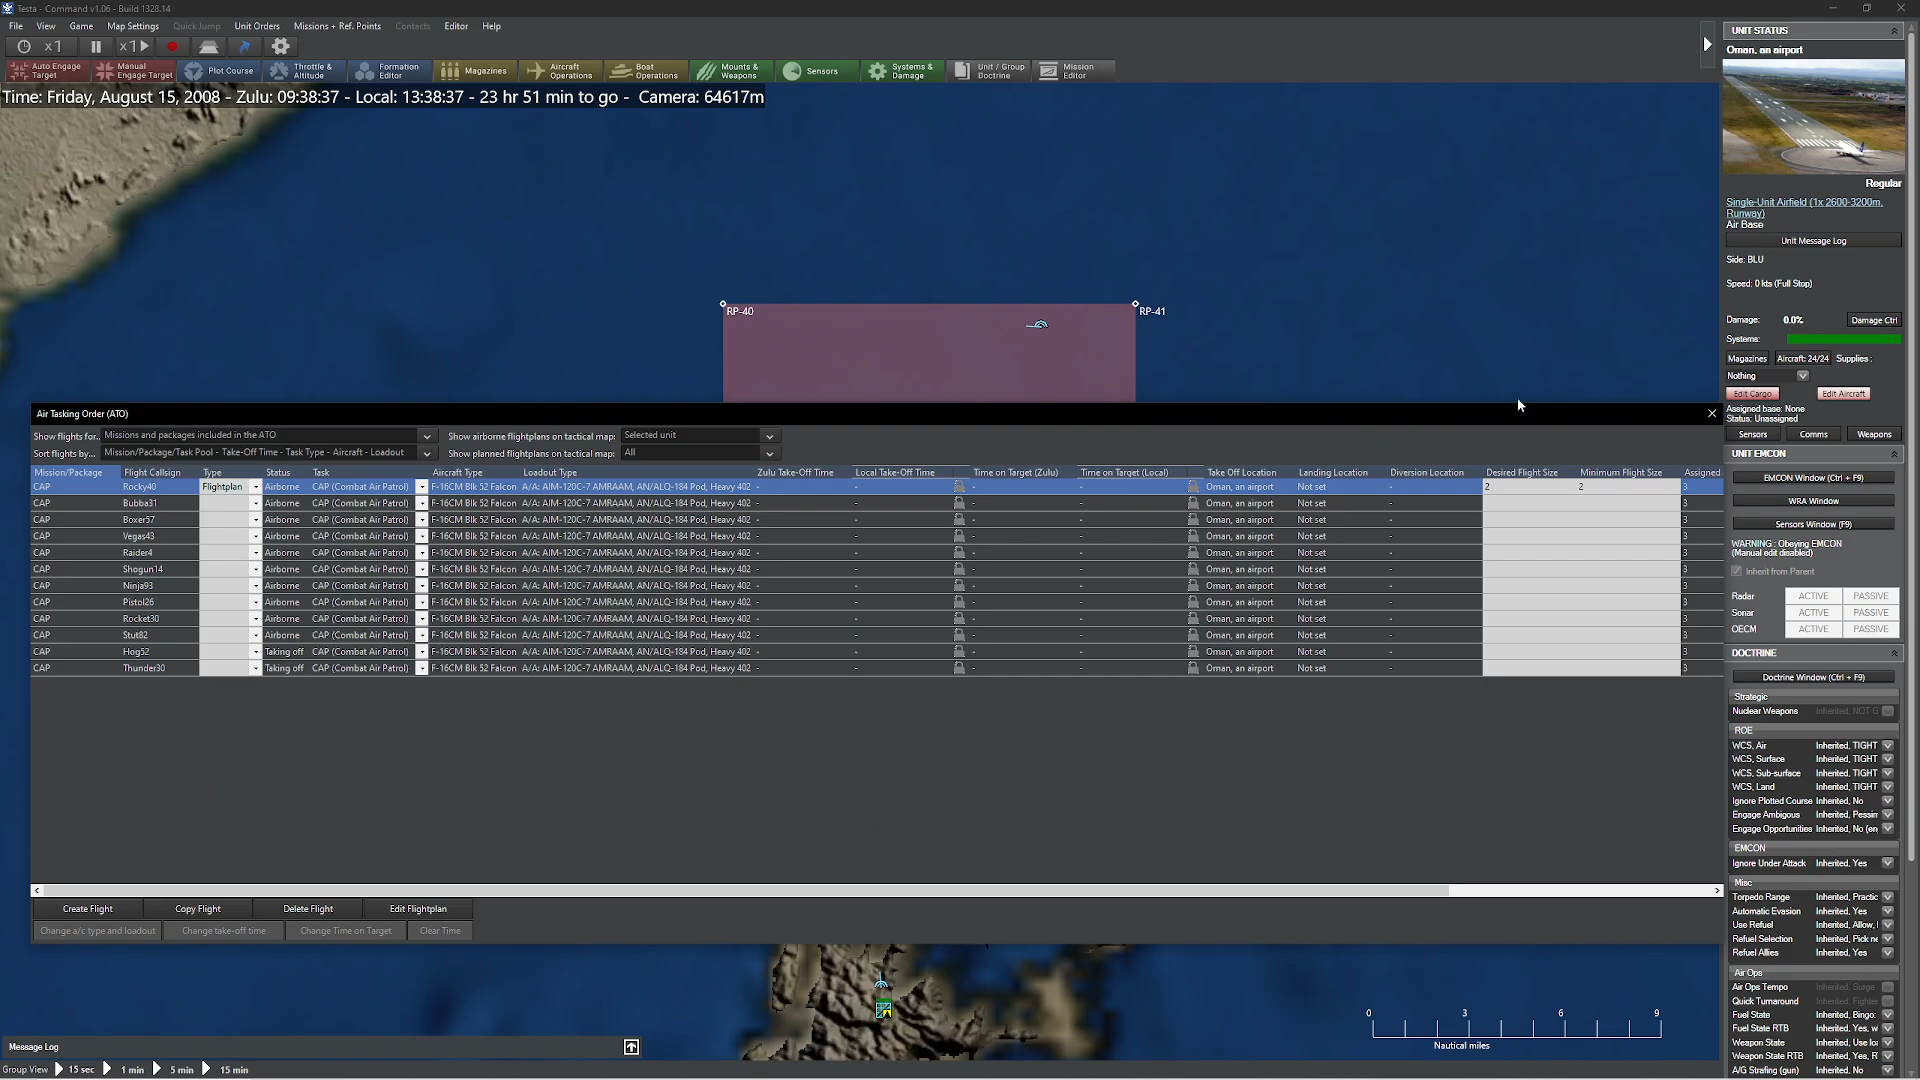 Testa - Command v1.06 - Build 1328.14
File View Game Map Settings Quick Jump Unit Orders Missions + Ref. Points Contacts Editor Help
x1 x1
Auto Engage Target Manual Engage Target Plot Course Throttle & Altitude Formation Editor Magazines Aircraft Operations Boat Operations Mounts & Weapons Sensors Systems & Damage Unit / Group Doctrine Mission Editor
Time: Friday, August 15, 2008 - Zulu: 09:38:37 - Local: 13:38:37 - 23 hr 51 min to go - Camera: 64617m
RP-40
RP-41
Air Tasking Order (ATO)
Show flights for.. Missions and packages included in the ATO Show airborne flightplans on tactical map: Selected unit
Sort flights by... Mission/Package/Task Pool - Take-Off Time - Task Type - Aircraft - Loadout Show planned flightplans on tactical map: All
Mission/Package Flight Callsign Type Status Task Aircraft Type Loadout Type Zulu Take-Off Time Local Take-Off Time Time on Target (Zulu) Time on Target (Local) Take Off Location Landing Location Diversion Location Desired Flight Size Minimum Flight Size Assigned
CAP Rocky40 Flightplan Airborne CAP (Combat Air Patrol) F-16CM Blk 52 Falcon A/A: AIM-120C-7 AMRAAM, AN/ALQ-184 Pod, Heavy 402 - - - - Oman, an airport Not set - 2 2 3
CAP Bubba31 Airborne CAP (Combat Air Patrol) F-16CM Blk 52 Falcon A/A: AIM-120C-7 AMRAAM, AN/ALQ-184 Pod, Heavy 402 - - - - Oman, an airport Not set - 3
CAP Boxer57 Airborne CAP (Combat Air Patrol) F-16CM Blk 52 Falcon A/A: AIM-120C-7 AMRAAM, AN/ALQ-184 Pod, Heavy 402 - - - - Oman, an airport Not set - 3
CAP Vegas43 Airborne CAP (Combat Air Patrol) F-16CM Blk 52 Falcon A/A: AIM-120C-7 AMRAAM, AN/ALQ-184 Pod, Heavy 402 - - - - Oman, an airport Not set - 3
CAP Raider4 Airborne CAP (Combat Air Patrol) F-16CM Blk 52 Falcon A/A: AIM-120C-7 AMRAAM, AN/ALQ-184 Pod, Heavy 402 - - - - Oman, an airport Not set - 3
CAP Shogun14 Airborne CAP (Combat Air Patrol) F-16CM Blk 52 Falcon A/A: AIM-120C-7 AMRAAM, AN/ALQ-184 Pod, Heavy 402 - - - - Oman, an airport Not set - 3
CAP Ninja93 Airborne CAP (Combat Air Patrol) F-16CM Blk 52 Falcon A/A: AIM-120C-7 AMRAAM, AN/ALQ-184 Pod, Heavy 402 - - - - Oman, an airport Not set - 3
CAP Pistol26 Airborne CAP (Combat Air Patrol) F-16CM Blk 52 Falcon A/A: AIM-120C-7 AMRAAM, AN/ALQ-184 Pod, Heavy 402 - - - - Oman, an airport Not set - 3
CAP Rocket30 Airborne CAP (Combat Air Patrol) F-16CM Blk 52 Falcon A/A: AIM-120C-7 AMRAAM, AN/ALQ-184 Pod, Heavy 402 - - - - Oman, an airport Not set - 3
CAP Stut82 Airborne CAP (Combat Air Patrol) F-16CM Blk 52 Falcon A/A: AIM-120C-7 AMRAAM, AN/ALQ-184 Pod, Heavy 402 - - - - Oman, an airport Not set - 3
CAP Hog52 Taking off CAP (Combat Air Patrol) F-16CM Blk 52 Falcon A/A: AIM-120C-7 AMRAAM, AN/ALQ-184 Pod, Heavy 402 - - - - Oman, an airport Not set - 3
CAP Thunder30 Taking off CAP (Combat Air Patrol) F-16CM Blk 52 Falcon A/A: AIM-120C-7 AMRAAM, AN/ALQ-184 Pod, Heavy 402 - - - - Oman, an airport Not set - 3
Create Flight Copy Flight Delete Flight Edit Flightplan
Change a/c type and loadout Change take-off time Change Time on Target Clear Time
0 3 6 9
Nautical miles
Message Log
Group View 15 sec 1 min 5 min 15 min
UNIT STATUS
Oman, an airport
Regular
Single-Unit Airfield (1x 2600-3200m, Runway)
Air Base
Unit Message Log
Side: BLU
Speed: 0 kts (Full Stop)
Damage: 0.0% Damage Ctrl
Systems:
Magazines Aircraft: 24/24 Supplies :
Nothing
Edit Cargo Edit Aircraft
Assigned base: None
Status: Unassigned
Sensors Comms Weapons
UNIT EMCON
EMCON Window (Ctrl + F9)
WRA Window
Sensors Window (F9)
WARNING : Obeying EMCON
(Manual edit disabled)
Inherit from Parent
Radar ACTIVE PASSIVE
Sonar ACTIVE PASSIVE
OECM ACTIVE PASSIVE
DOCTRINE
Doctrine Window (Ctrl + F9)
Strategic
Nuclear Weapons Inherited, NOT G
ROE
WCS, Air Inherited, TIGHT
WCS, Surface Inherited, TIGHT
WCS, Sub-surface Inherited, TIGHT
WCS, Land Inherited, TIGHT
Ignore Plotted Course Inherited, No
Engage Ambigous Inherited, Pessim
Engage Opportunities Inherited, No (en
EMCON
Ignore Under Attack Inherited, Yes
Misc
Torpedo Range Inherited, Practic
Automatic Evasion Inherited, Yes
Use Refuel Inherited, Allow,
Refuel Selection Inherited, Pick ne
Refuel Allies Inherited, Yes
Air Ops
Air Ops Tempo Inherited, Surge
Quick Turnaround Inherited, Fighter
Fuel State Inherited, Bingo:
Fuel State RTB Inherited, Yes, w
Weapon State Inherited, Use loa
Weapon State RTB Inherited, Yes, R
A/G Strafing (gun) Inherited, No